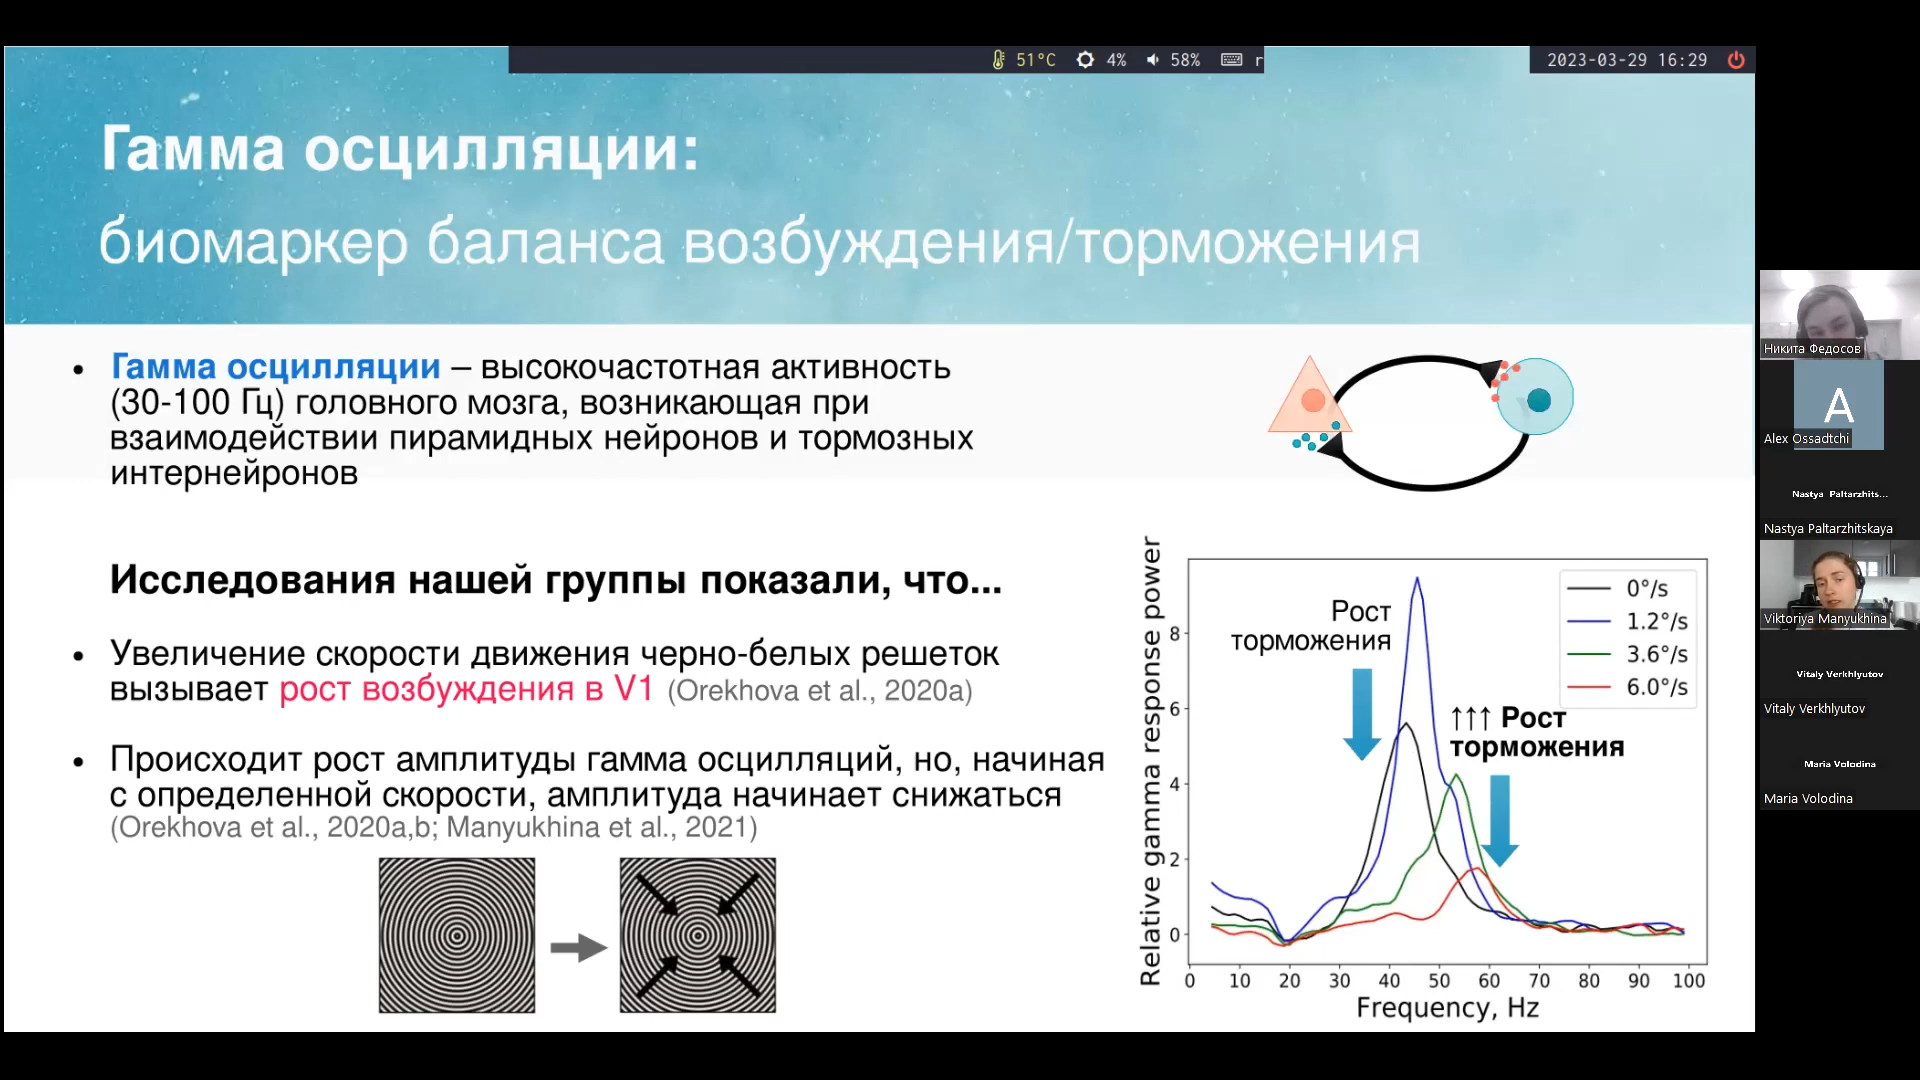 51°C 4% 58% r
2023-03-29 16:29
Гамма осцилляции:
биомаркер баланса возбуждения/торможения
• Гамма осцилляции – высокочастотная активность
(30-100 Гц) головного мозга, возникающая при
взаимодействии пирамидных нейронов и тормозных
интернейронов
Исследования нашей группы показали, что...
• Увеличение скорости движения черно-белых решеток
вызывает рост возбуждения в V1 (Orekhova et al., 2020a)
• Происходит рост амплитуды гамма осцилляций, но, начиная
с определенной скорости, амплитуда начинает снижаться
(Orekhova et al., 2020a,b; Manyukhina et al., 2021)
Relative gamma response power
8
6
4
2
0
Рост
торможения
↑↑↑ Рост
торможения
0°/s
1.2°/s
3.6°/s
6.0°/s
0 10 20 30 40 50 60 70 80 90 100
Frequency, Hz
Никита Федосов
A
Alex Ossadtchi
Nastya Paltarzhits...
Nastya Paltarzhitskaya
Viktoriya Manyukhina
Vitaly Verkhlyutov
Vitaly Verkhlyutov
Maria Volodina
Maria Volodina